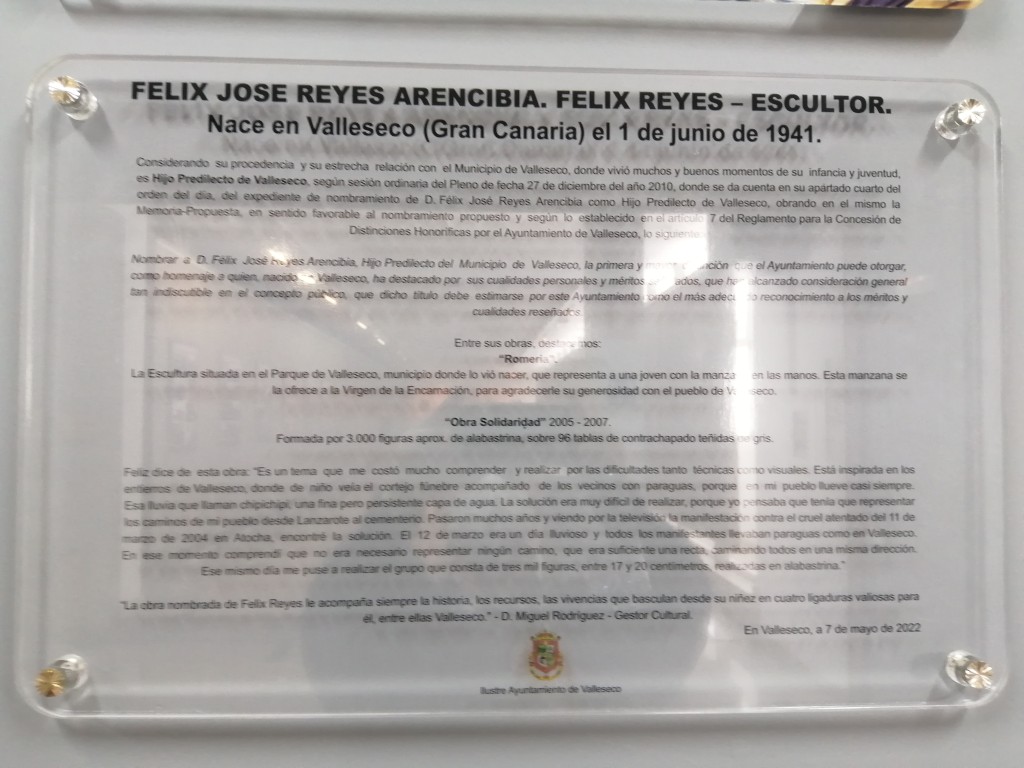 FELIX JOSE REYES ARENCIBIA. FELIX REYES – ESCULTOR.
Nace en Valleseco (Gran Canaria) el 1 de junio de 1941.
Considerando su procedencia y su estrecha relación con el Municipio de Valleseco, donde vivió muchos y buenos momentos de su infancia y juventud,
es Hijo Predilecto de Valleseco, según sesión ordinaria del Pleno de fecha 27 de diciembre del año 2010, donde se da cuenta en su apartado cuarto del
orden del día, del expediente de nombramiento de D. Félix José Reyes Arencibia como Hijo Predilecto de Valleseco, obrando en el mismo la
Memoria-Propuesta, en sentido favorable al nombramiento propuesto y según lo establecido en el artículo 7 del Reglamento para la Concesión de
Distinciones Honoríficas por el Ayuntamiento de Valleseco, lo siguiente:
Nombrar a D. Félix José Reyes Arencibia, Hijo Predilecto del Municipio de Valleseco, la primera y que el Ayuntamiento puede otorgar,
como homenaje a quien, nacido Valleseco, ha destacado por sus cualidades personales y méritos que han alcanzado consideración general
tan indiscutible en el concepto público, que dicho título debe estimarse por este Ayuntamiento como el más adecuado reconocimiento a los méritos y
cualidades reseñados.
Entre sus obras, destacamos:
“Romería”.
La Escultura situada en el Parque de Valleseco, municipio donde lo vió nacer, que representa a una joven con la manzana en las manos. Esta manzana se
la ofrece a la Virgen de la Encarnación, para agradecerle su generosidad con el pueblo de Valleseco.
“Obra Solidaridad” 2005 - 2007.
Formada por 3.000 figuras aprox. de alabastrina, sobre 96 tablas de contrachapado teñidas de gris.
Feliz dice de esta obra: “Es un tema que me costó mucho comprender y realizar por las dificultades tanto técnicas como visuales. Está inspirada en los
entierros de Valleseco, donde de niño veía el cortejo fúnebre acompañado de los vecinos con paraguas, porque en mi pueblo llueve casi siempre.
Esa lluvia que llaman chipichipi, una fina pero persistente capa de agua. La solución era muy difícil de realizar, porque yo pensaba que tenía que representar
los caminos de mi pueblo desde Lanzarote al cementerio. Pasaron muchos años y viendo por la televisión la manifestación contra el cruel atentado del 11 de
marzo de 2004 en Atocha, encontré la solución. El 12 de marzo era un día lluvioso y todos los manifestantes llevaban paraguas como en Valleseco.
En ese momento comprendí que no era necesario representar ningún camino, que era suficiente una recta, caminando todos en una misma dirección.
Ese mismo día me puse a realizar el grupo que consta de tres mil figuras, entre 17 y 20 centímetros, realizadas en alabastrina.”
“La obra nombrada de Felix Reyes le acompaña siempre la historia, los recursos, las vivencias que basculan desde su niñez en cuatro ligaduras valiosas para
él, entre ellas Valleseco.” - D. Miguel Rodríguez - Gestor Cultural.
En Valleseco, a 7 de mayo de 2022
Ilustre Ayuntamiento de Valleseco